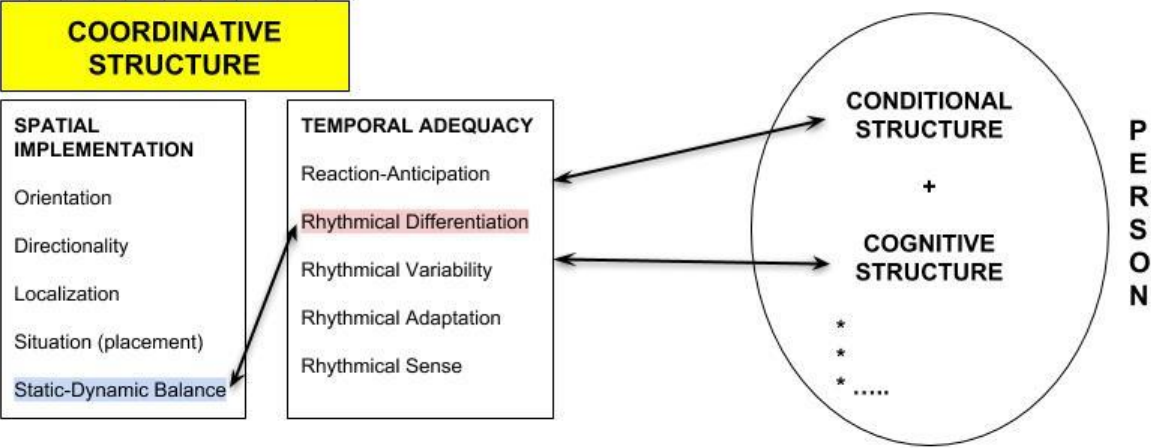 COORDINATIVE
STRUCTURE
SPATIAL
IMPLEMENTATION
Orientation
Directionality
Localization
Situation (placement)
Static-Dynamic Balance
TEMPORAL ADEQUACY
Reaction-Anticipation
Rhythmical Differentiation
Rhythmical Variability
Rhythmical Adaptation
Rhythmical Sense
CONDITIONAL
STRUCTURE
+
COGNITIVE
STRUCTURE
*
*
* .....
PERSON